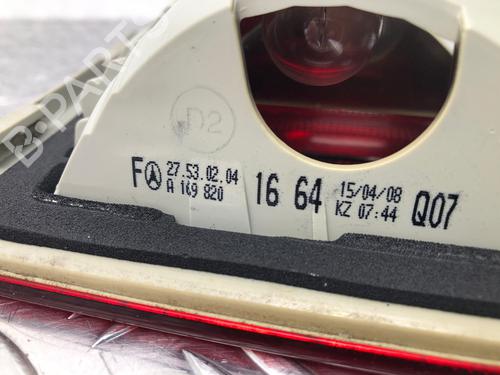 B-PARTS
D2
F 27.53.02.04
A 169 820 16 64
15/04/08
KZ 07:44 Q07